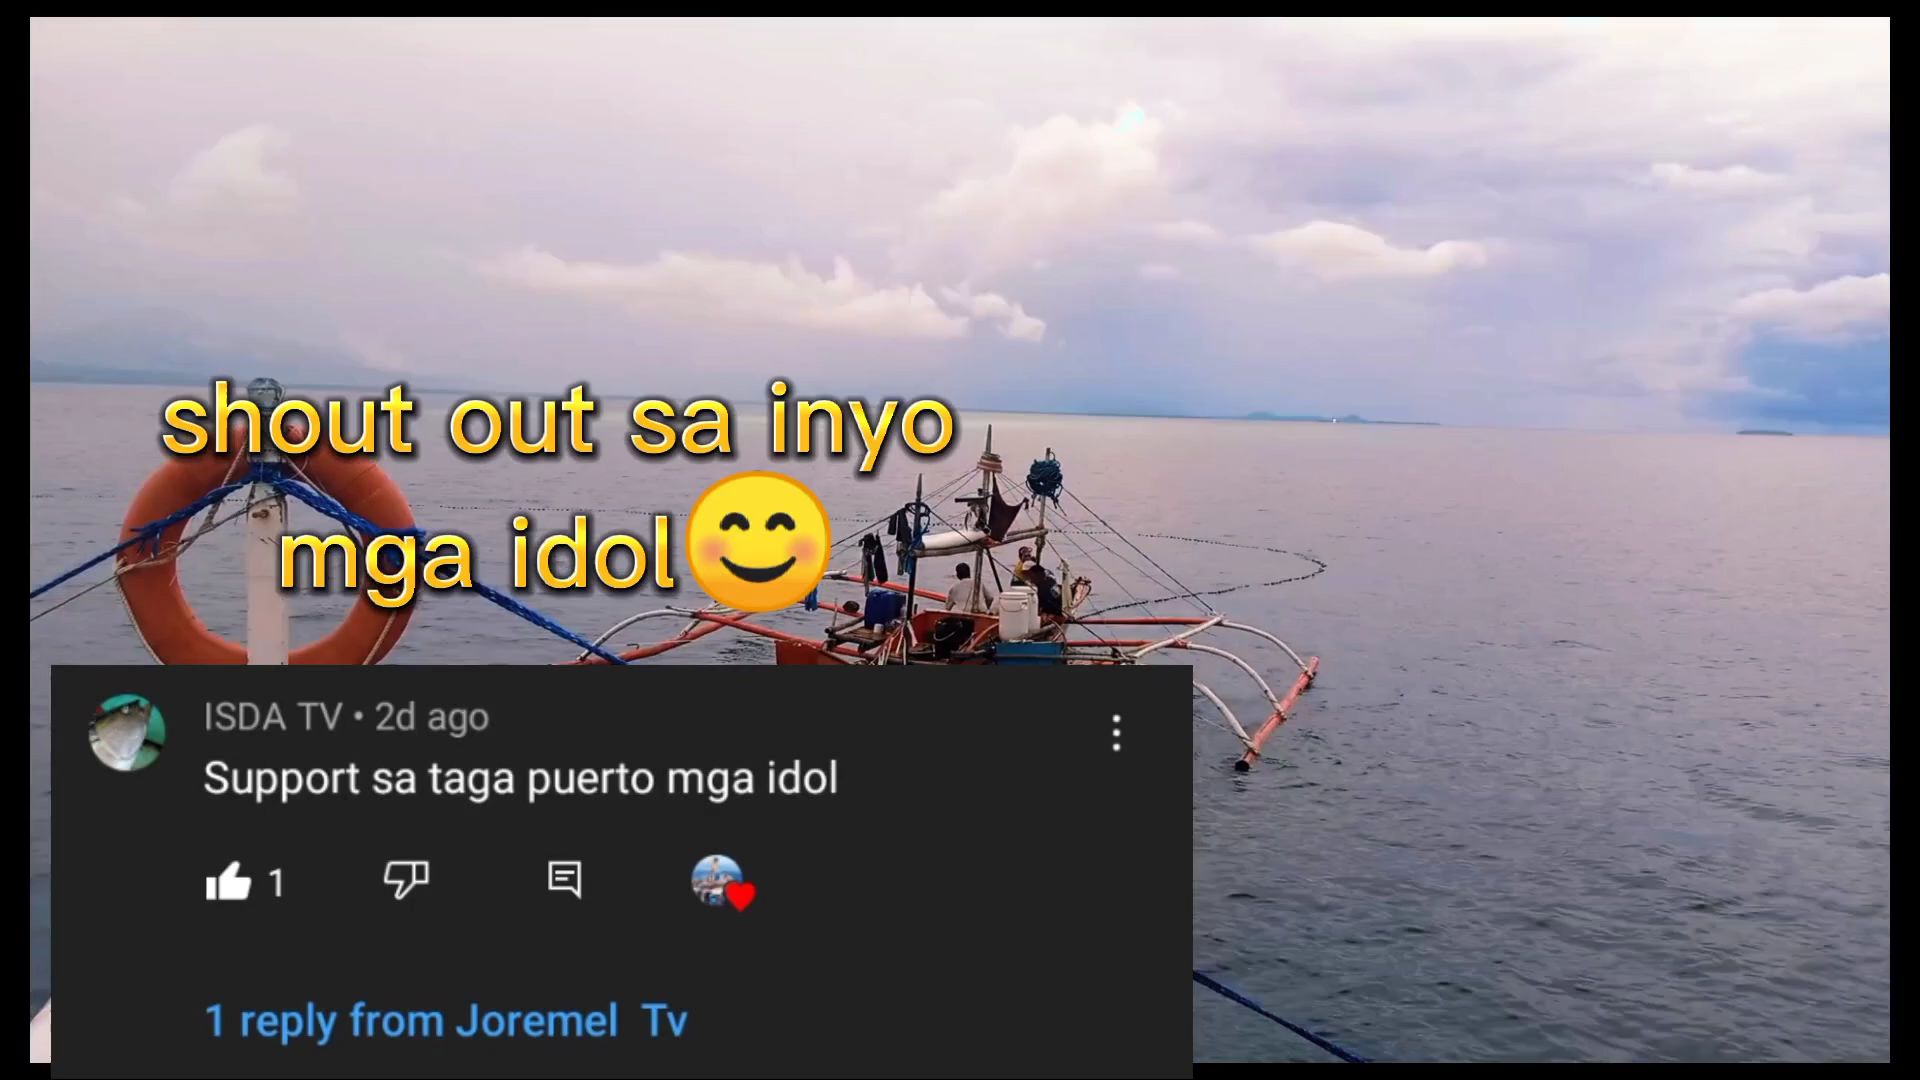 shout out sa inyo
mga idol😊
ISDA TV • 2d ago
Support sa taga puerto mga idol
1
1 reply from Joremel Tv